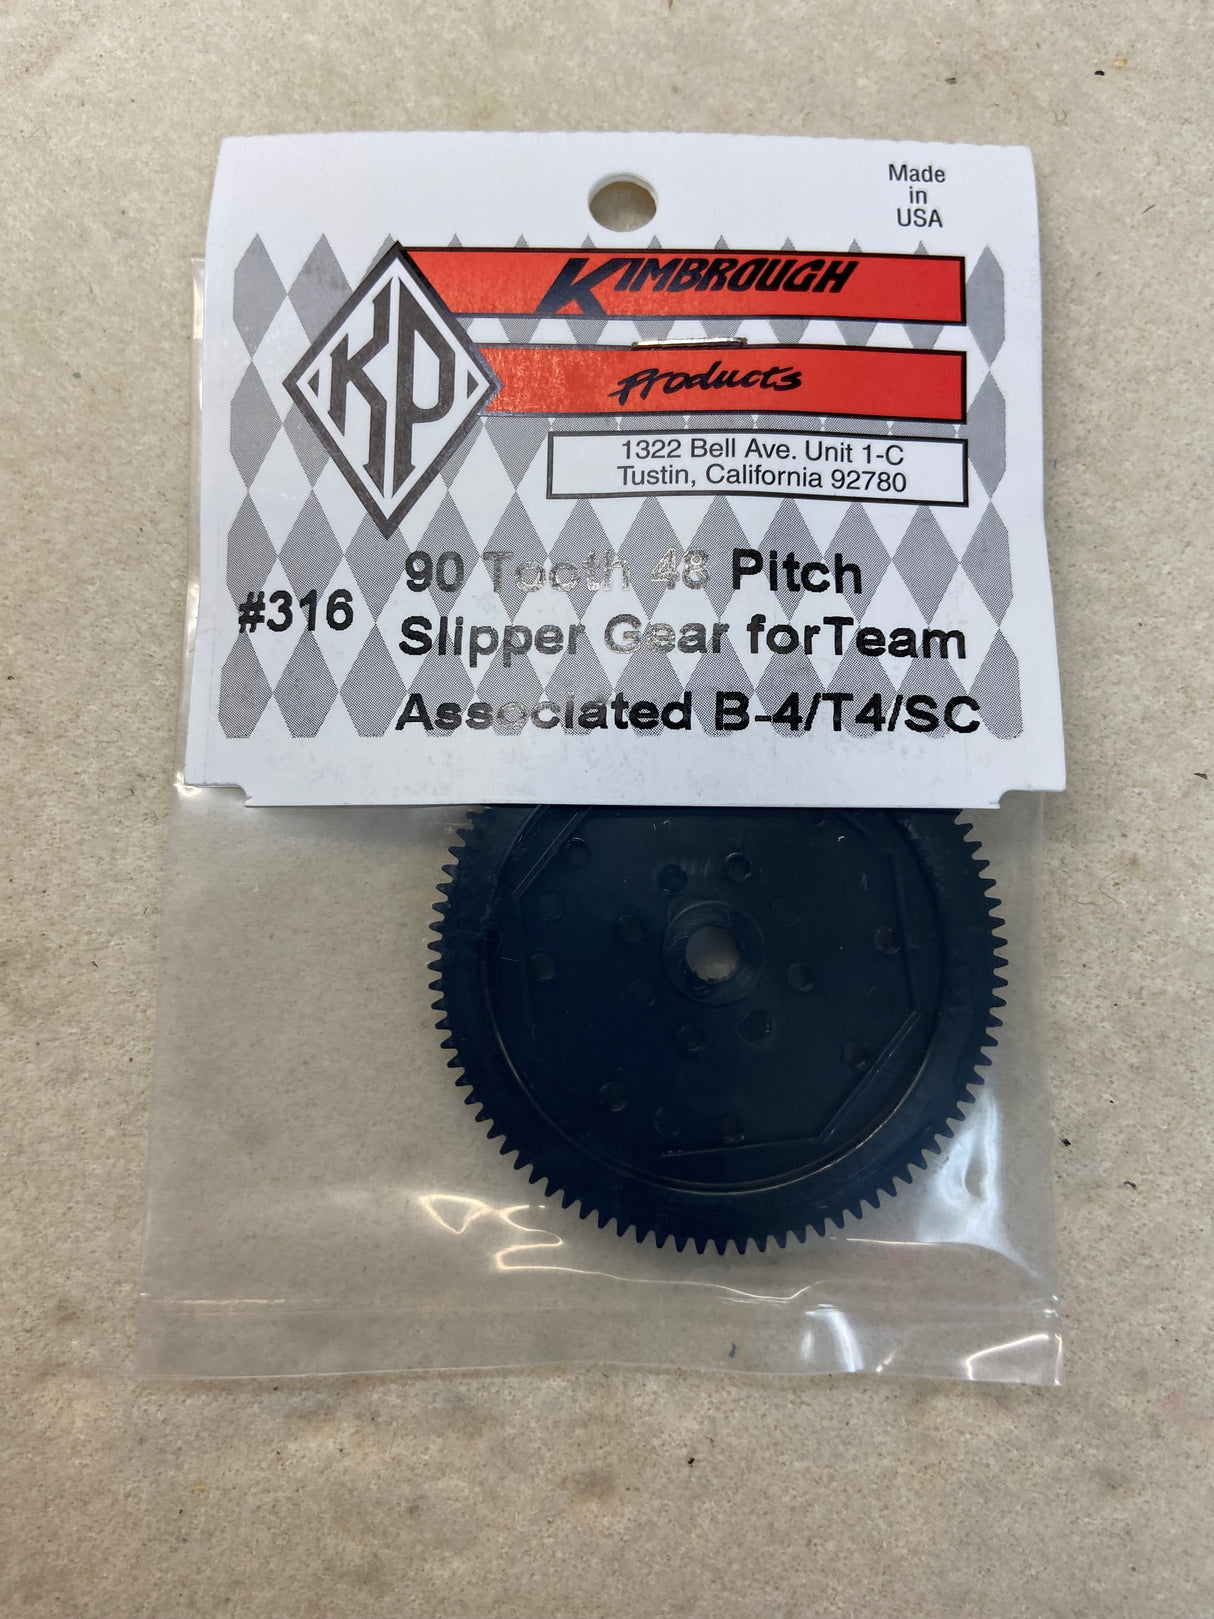 Made
in
USA
KIMBROUGH
KP
Products
1322 Bell Ave. Unit 1-C
Tustin, California 92780
90 Tooth 48 Pitch
#316
Slipper Gear forTeam
Associated B-4/T4/SC